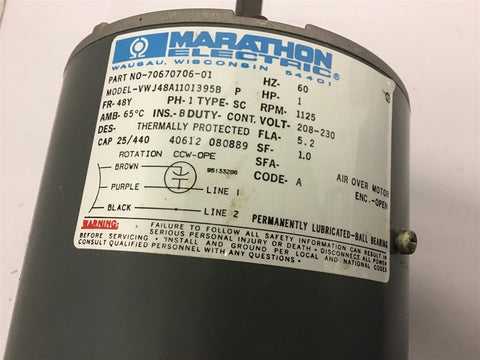 MARATHON
ELECTRIC®
WAUSAU, WISCONSIN 54401
PART NO-70670706-01 HZ- 60
MODEL-VWJ48A1101395B P HP- 1
FR- 48Y PH- 1 TYPE- SC RPM- 1125
AMB- 65°C INS.- B DUTY- CONT. VOLT- 208-230
DES- THERMALLY PROTECTED FLA- 5.2
CAP 25/440 40612 080889 SF- 1.0
ROTATION CCW-OPE SFA-
BROWN 95133206 CODE- A AIR OVER MOTOR
PURPLE LINE 1 ENC.-OPEN
BLACK LINE 2 PERMANENTLY LUBRICATED-BALL BEARING
WARNING: FAILURE TO FOLLOW ALL SAFETY INFORMATION CAN RESULT IN
SERIOUS PERSONAL INJURY OR DEATH • DISCONNECT ALL POWER
BEFORE SERVICING • INSTALL AND GROUND PER LOCAL AND NATIONAL CODES
CONSULT QUALIFIED PERSONNEL WITH ANY QUESTIONS •